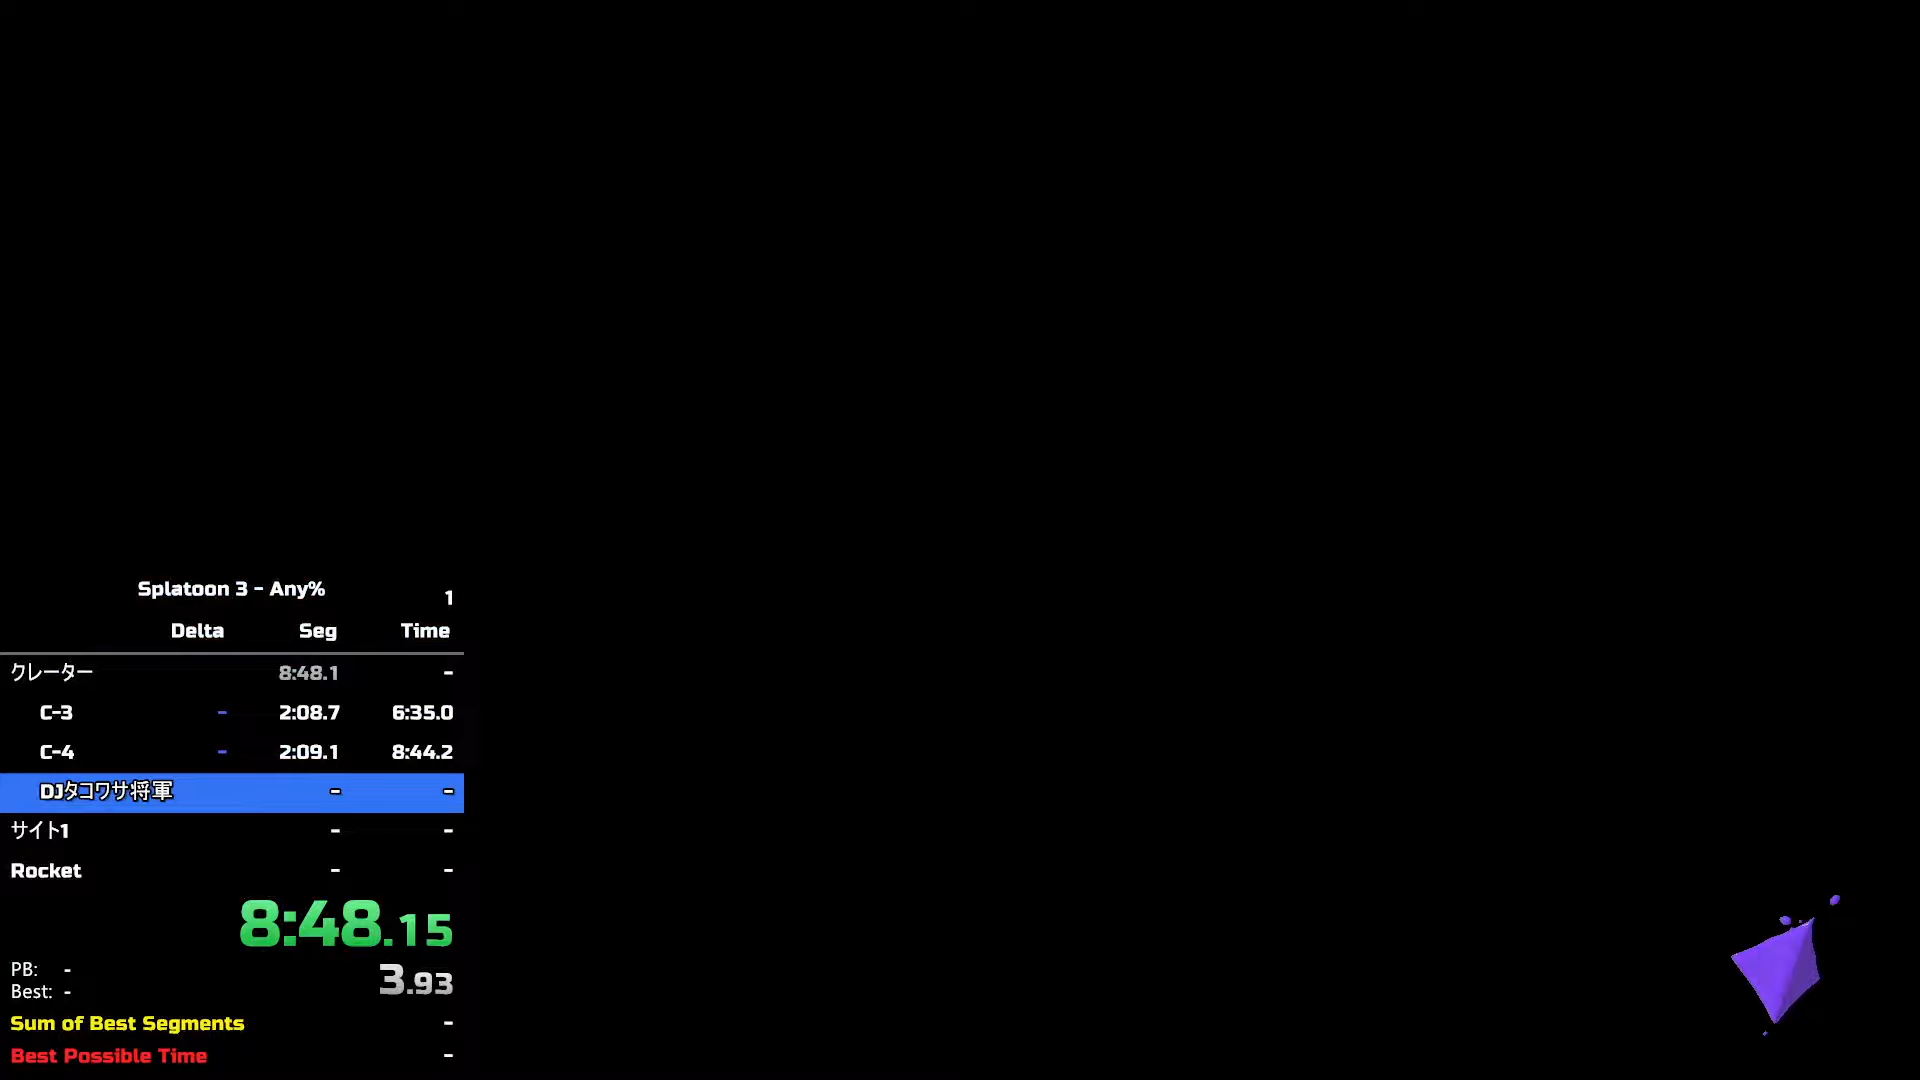 Splatoon 3 - Any%
1
Delta Seg Time
クレーター 8:48.1 -
C-3 - 2:08.7 6:35.0
C-4 - 2:09.1 8:44.2
DJタコワサ将軍 - -
サイト1 - -
Rocket - -
8:48.15
PB: - 3.93
Best: -
Sum of Best Segments -
Best Possible Time -